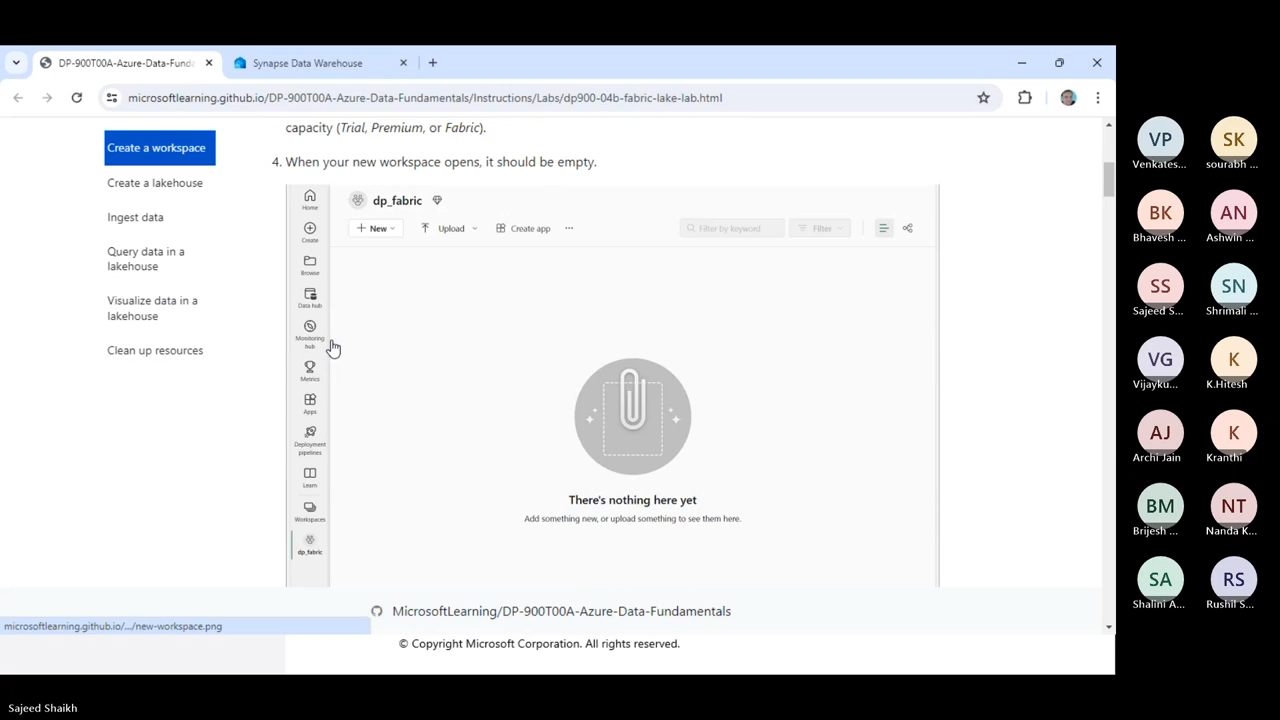 DP-900T00A-Azure-Data-Funda
Synapse Data Warehouse
microsoftlearning.github.io/DP-900T00A-Azure-Data-Fundamentals/Instructions/Labs/dp900-04b-fabric-lake-lab.html
Create a workspace
Create a lakehouse
Ingest data
Query data in a
lakehouse
Visualize data in a
lakehouse
Clean up resources
capacity (Trial, Premium, or Fabric).
4. When your new workspace opens, it should be empty.
Home
Create
Browse
Data hub
Monitoring
hub
Metrics
Apps
Deployment
pipelines
Learn
Workspaces
dp_fabric
dp_fabric
New
Upload
Create app
Filter by keyword
Filter
There's nothing here yet
Add something new, or upload something to see them here.
MicrosoftLearning/DP-900T00A-Azure-Data-Fundamentals
microsoftlearning.github.io/.../new-workspace.png
© Copyright Microsoft Corporation. All rights reserved.
VP
Venkates...
SK
sourabh ...
BK
Bhavesh ...
AN
Ashwin ...
SS
Sajeed S...
SN
Shrimali ...
VG
Vijayku...
K
K.Hitesh
AJ
Archi Jain
K
Kranthi
BM
Brijesh ...
NT
Nanda K...
SA
Shalini A...
RS
Rushil S...
Sajeed Shaikh